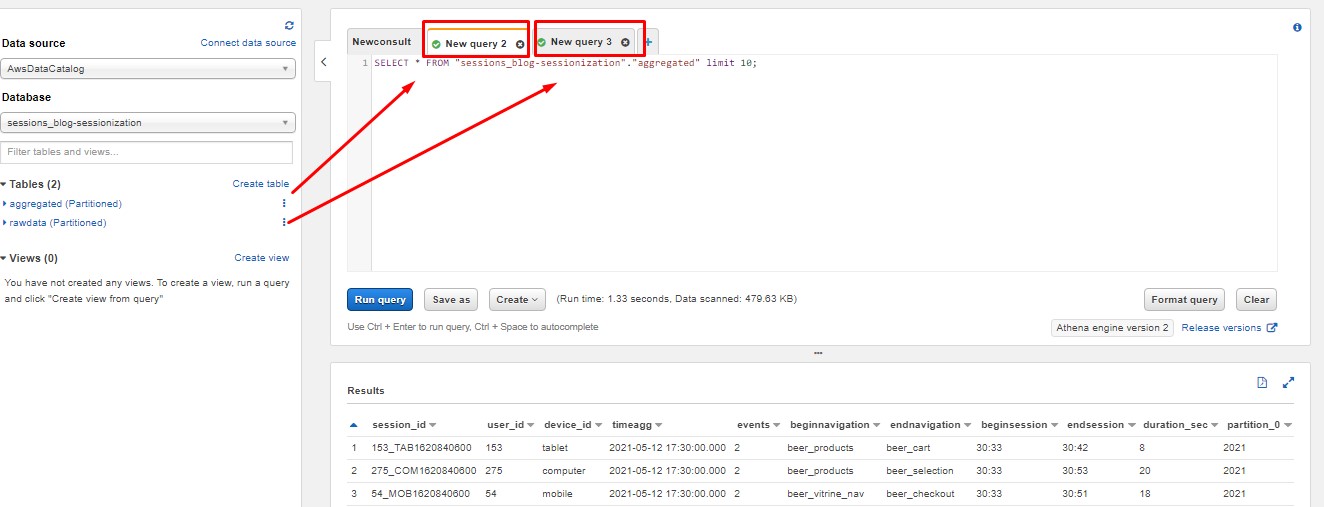 Data source
Connect data source
AwsDataCatalog
Database
sessions_blog-sessionization
Filter tables and views...
Tables (2)
Create table
aggregated (Partitioned)
rawdata (Partitioned)
Views (0)
Create view
You have not created any views. To create a view, run a query
and click "Create view from query"
Newconsult
New query 2
New query 3
1 SELECT * FROM "sessions_blog-sessionization"."aggregated" limit 10;
Run query
Save as
Create
(Run time: 1.33 seconds, Data scanned: 479.63 KB)
Format query
Clear
Use Ctrl + Enter to run query, Ctrl + Space to autocomplete
Athena engine version 2
Release versions
Results
session_id user_id device_id timeagg events beginnavigation endnavigation beginsession endsession duration_sec partition_0
1 153_TAB1620840600 153 tablet 2021-05-12 17:30:00.000 2 beer_products beer_cart 30:33 30:42 8 2021
2 275_COM1620840600 275 computer 2021-05-12 17:30:00.000 2 beer_products beer_selection 30:33 30:53 20 2021
3 54_MOB1620840600 54 mobile 2021-05-12 17:30:00.000 2 beer_vitrine_nav beer_checkout 30:33 30:51 18 2021